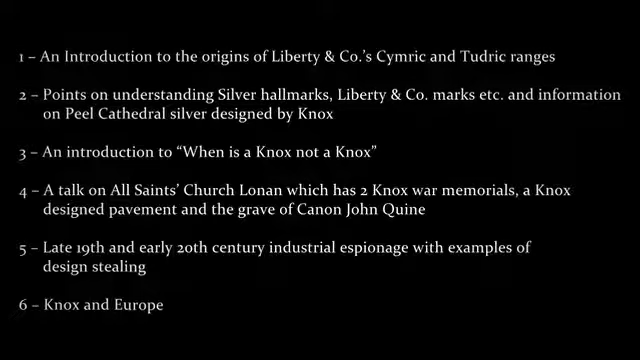 1 – An Introduction to the origins of Liberty & Co.’s Cymric and Tudric ranges
2 – Points on understanding Silver hallmarks, Liberty & Co. marks etc. and information
on Peel Cathedral silver designed by Knox
3 – An introduction to “When is a Knox not a Knox”
4 – A talk on All Saints’ Church Lonan which has 2 Knox war memorials, a Knox
designed pavement and the grave of Canon John Quine
5 – Late 19th and early 20th century industrial espionage with examples of
design stealing
6 – Knox and Europe